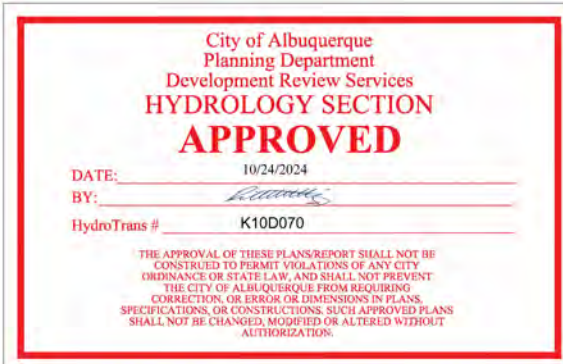 City of Albuquerque
Planning Department
Development Review Services
HYDROLOGY SECTION
APPROVED
DATE: 10/24/2024
BY:
HydroTrans # K10D070
THE APPROVAL OF THESE PLANS/REPORT SHALL NOT BE
CONSTRUED TO PERMIT VIOLATIONS OF ANY CITY
ORDINANCE OR STATE LAW, AND SHALL NOT PREVENT
THE CITY OF ALBUQUERQUE FROM REQUIRING
CORRECTION, OR ERROR OR DIMENSIONS IN PLANS,
SPECIFICATIONS, OR CONSTRUCTIONS. SUCH APPROVED PLANS
SHALL NOT BE CHANGED, MODIFIED OR ALTERED WITHOUT
AUTHORIZATION.